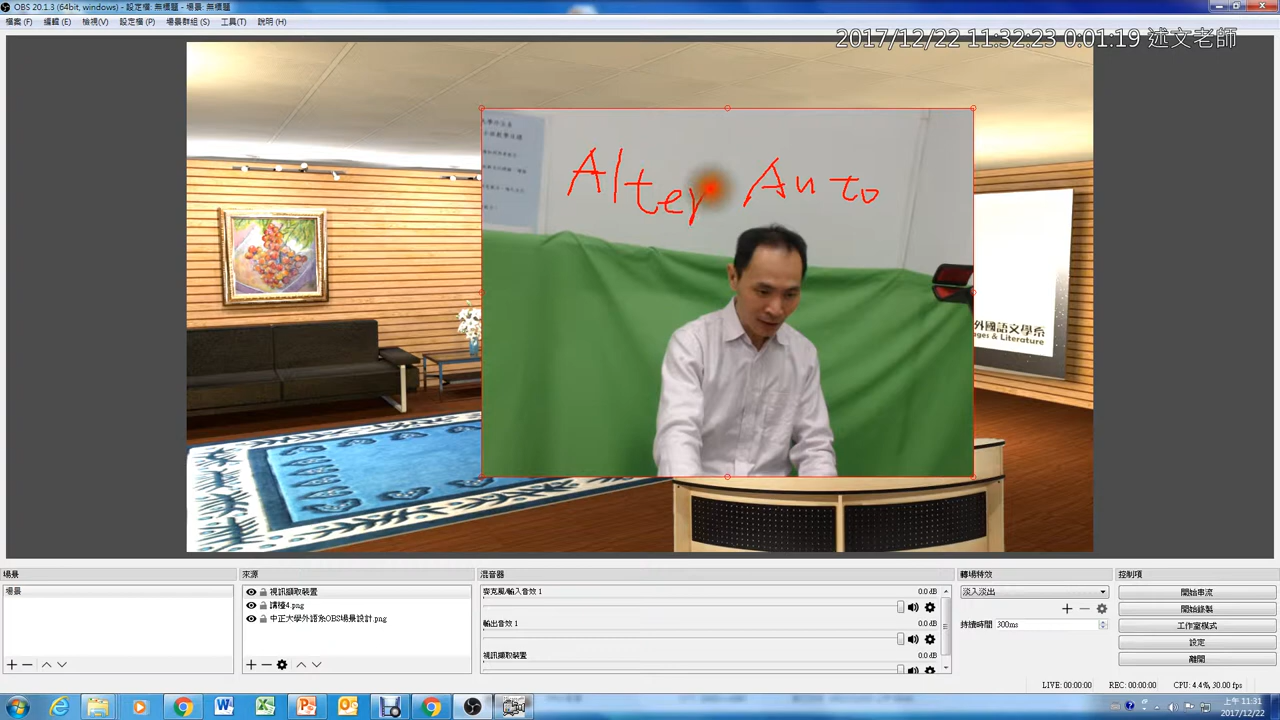 OBS 20.1.3 (64bit, windows) - 設定檔: 無標題 - 場景: 無標題
檔案(F) 編輯(E) 檢視(V) 設定檔(P) 場景群組(S) 工具(T) 說明(H)
2017/12/22 11:32:23 0:01:19 述文老師
Alter Auto
外國語文學系
ages & Literature
場景
場景
來源
視訊擷取裝置
講檯4.png
中正大學外語系OBS場景設計.png
混音器
麥克風/輸入音效 1 0.0 dB
輸出音效 1 0.0 dB
視訊擷取裝置 0.0 dB
轉場特效
淡入淡出
持續時間 300ms
控制項
開始串流
開始錄製
工作室模式
設定
離開
LIVE: 00:00:00 REC: 00:00:00 CPU: 4.4%, 30.00 fps
上午 11:31
2017/12/22